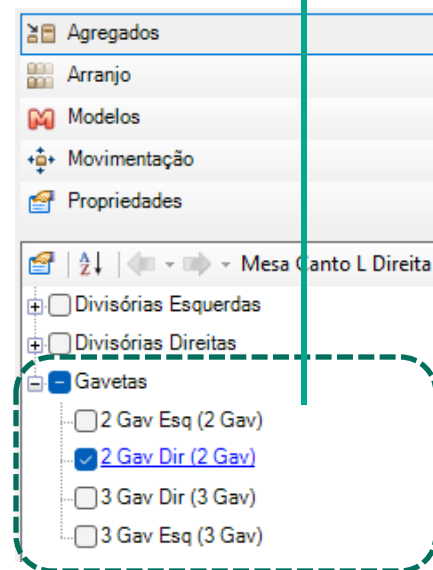 Agregados
Arranjo
Modelos
Movimentação
Propriedades
Mesa Canto L Direita
Divisórias Esquerdas
Divisórias Direitas
Gavetas
2 Gav Esq (2 Gav)
2 Gav Dir (2 Gav)
3 Gav Dir (3 Gav)
3 Gav Esq (3 Gav)